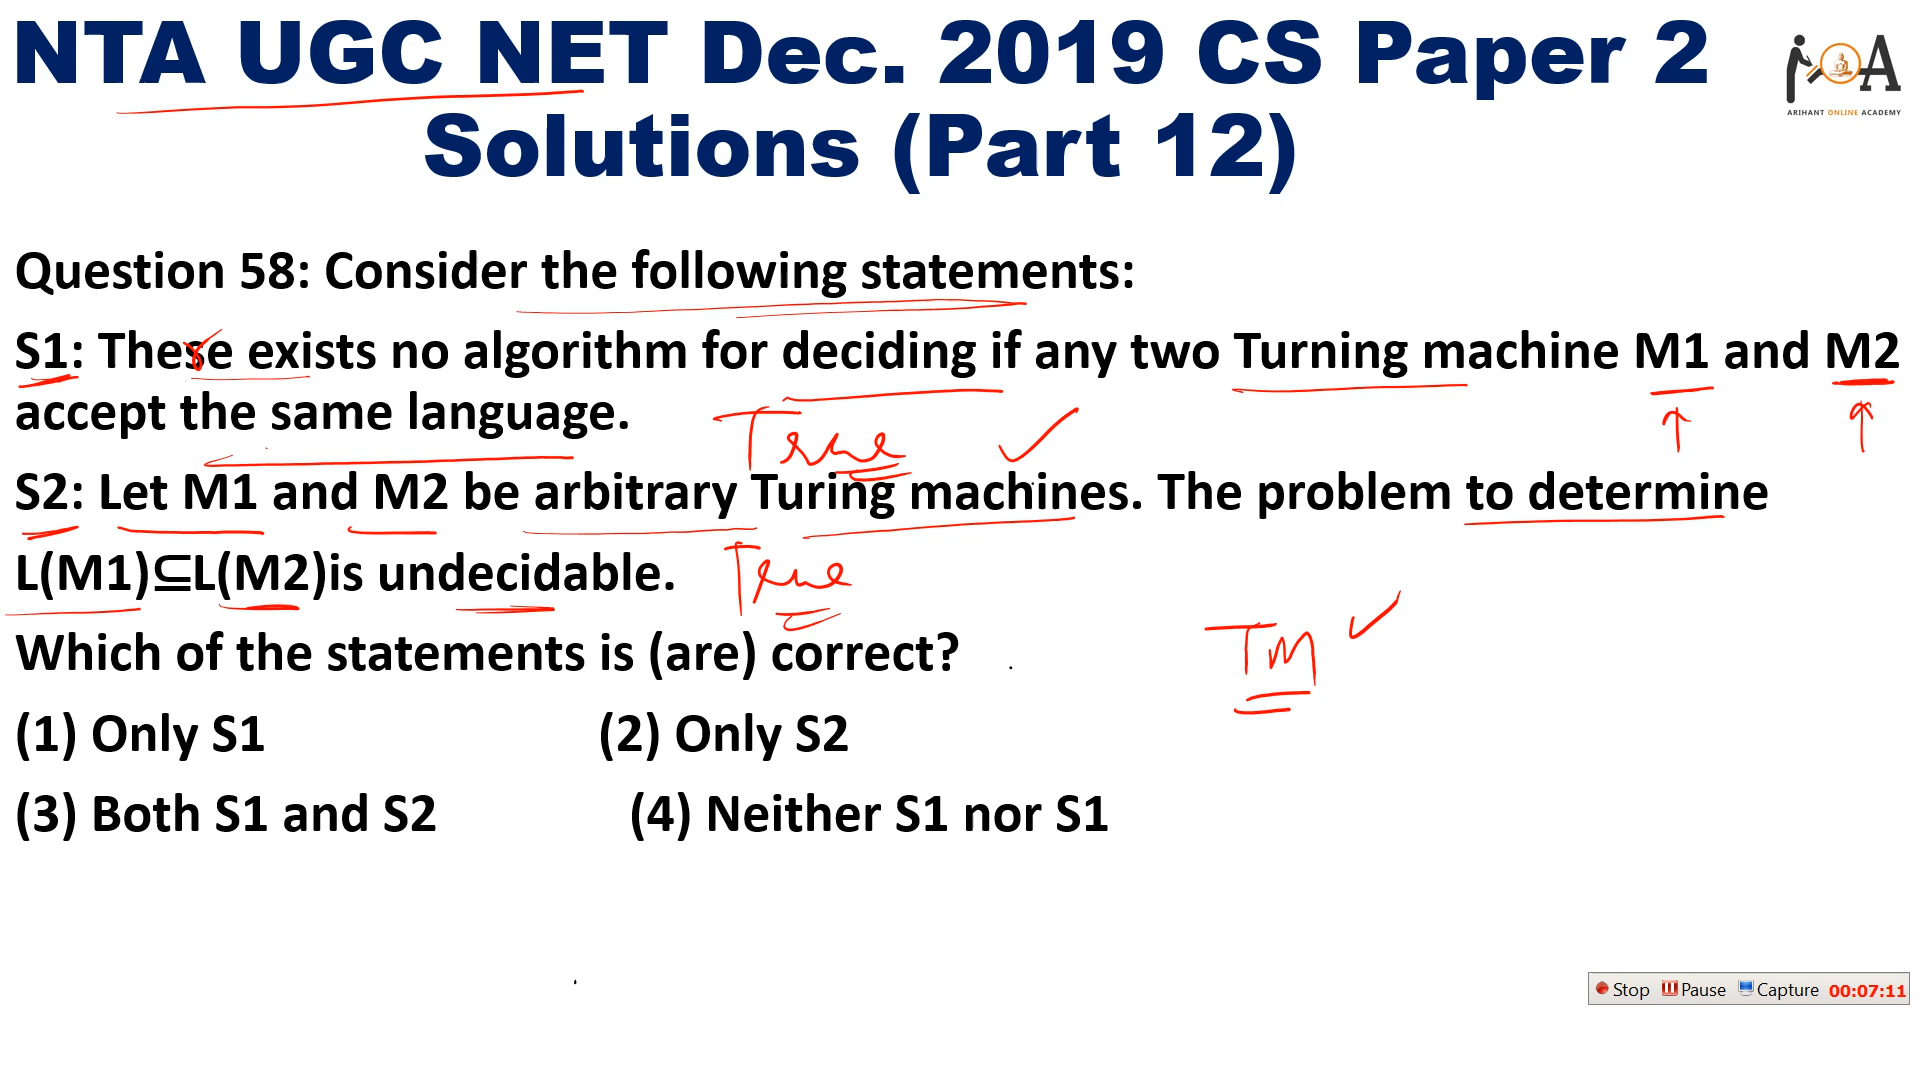 NTA UGC NET Dec. 2019 CS Paper 2
Solutions (Part 12)
ARIHANT ONLINE ACADEMY
Question 58: Consider the following statements:
S1: These exists no algorithm for deciding if any two Turning machine M1 and M2
accept the same language.
True
S2: Let M1 and M2 be arbitrary Turing machines. The problem to determine
L(M1)⊆L(M2)is undecidable.
True
Which of the statements is (are) correct?
TM
(1) Only S1 (2) Only S2
(3) Both S1 and S2 (4) Neither S1 nor S1
Stop Pause Capture 00:07:11